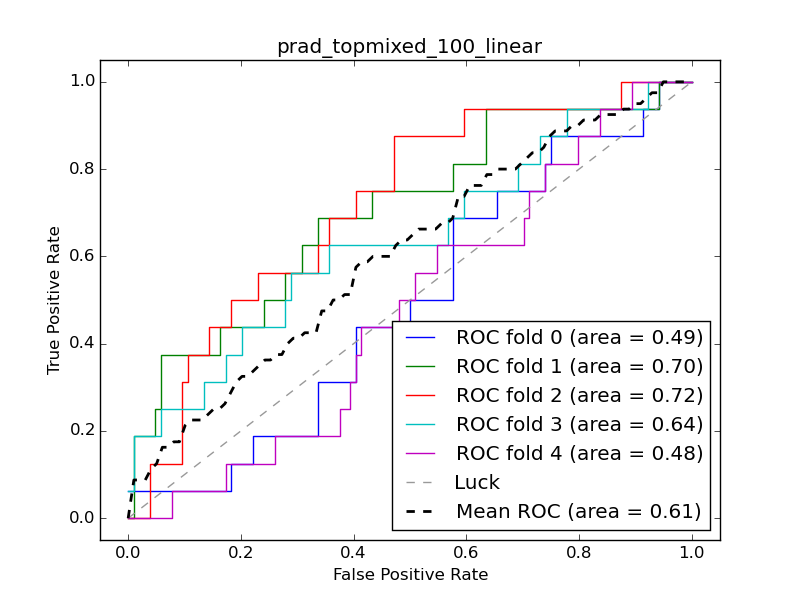 prad_topmixed_100_linear
1.0
0.8
0.6
0.4
0.2
0.0
True Positive Rate
ROC fold 0 (area = 0.49)
ROC fold 1 (area = 0.70)
ROC fold 2 (area = 0.72)
ROC fold 3 (area = 0.64)
ROC fold 4 (area = 0.48)
Luck
Mean ROC (area = 0.61)
0.0 0.2 0.4 0.6 0.8 1.0
False Positive Rate